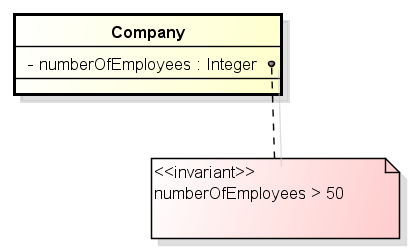 Company
- numberOfEmployees : Integer
<<invariant>>
numberOfEmployees > 50